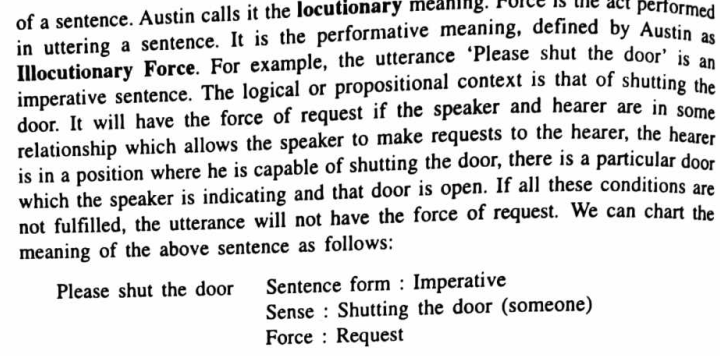 of a sentence. Austin calls it the locutionary meaning. Force is the act performed
in uttering a sentence. It is the performative meaning, defined by Austin as
Illocutionary Force. For example, the utterance ‘Please shut the door’ is an
imperative sentence. The logical or propositional context is that of shutting the
door. It will have the force of request if the speaker and hearer are in some
relationship which allows the speaker to make requests to the hearer, the hearer
is in a position where he is capable of shutting the door, there is a particular door
which the speaker is indicating and that door is open. If all these conditions are
not fulfilled, the utterance will not have the force of request. We can chart the
meaning of the above sentence as follows:
Please shut the door Sentence form : Imperative
Sense : Shutting the door (someone)
Force : Request